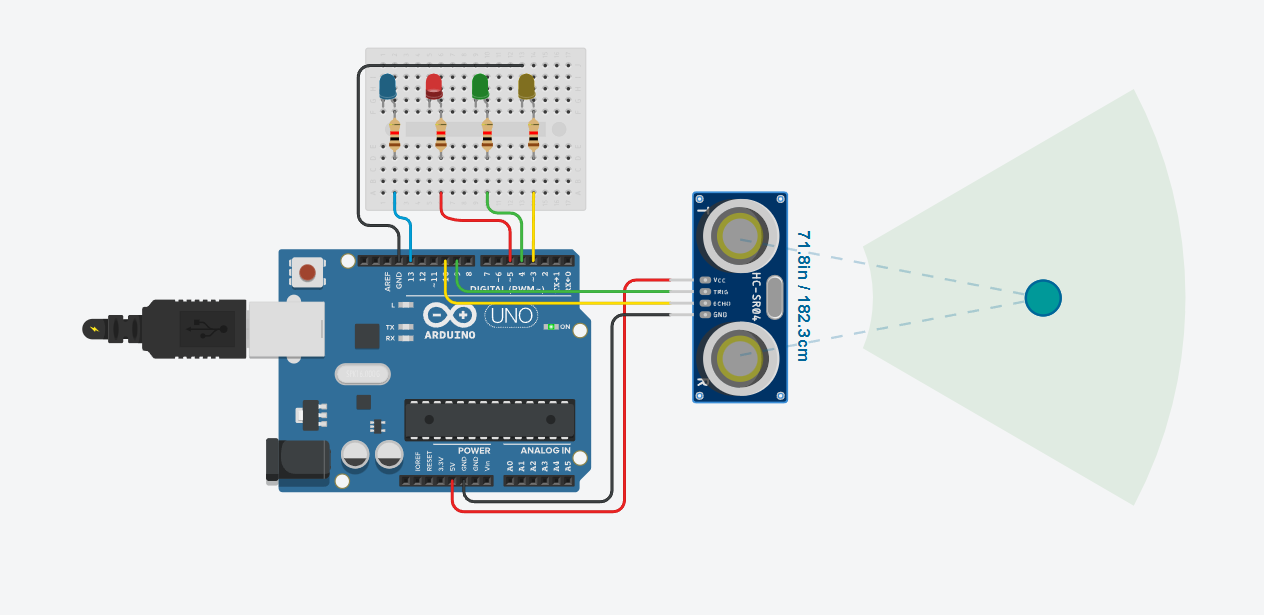 AREF
GND
13
12
~11
8
7
~6
~5
4
~3
2
TX→1
RX←0
DIGITAL (PWM~)
L
TX
RX
ARDUINO
UNO
ON
POWER
ANALOG IN
IOREF
RESET
3.3V
5V
GND
GND
Vin
A0
A1
A2
A3
A4
A5
T
VCC
TRIG
ECHO
GND
HC-SR04
R
71.8in / 182.3cm